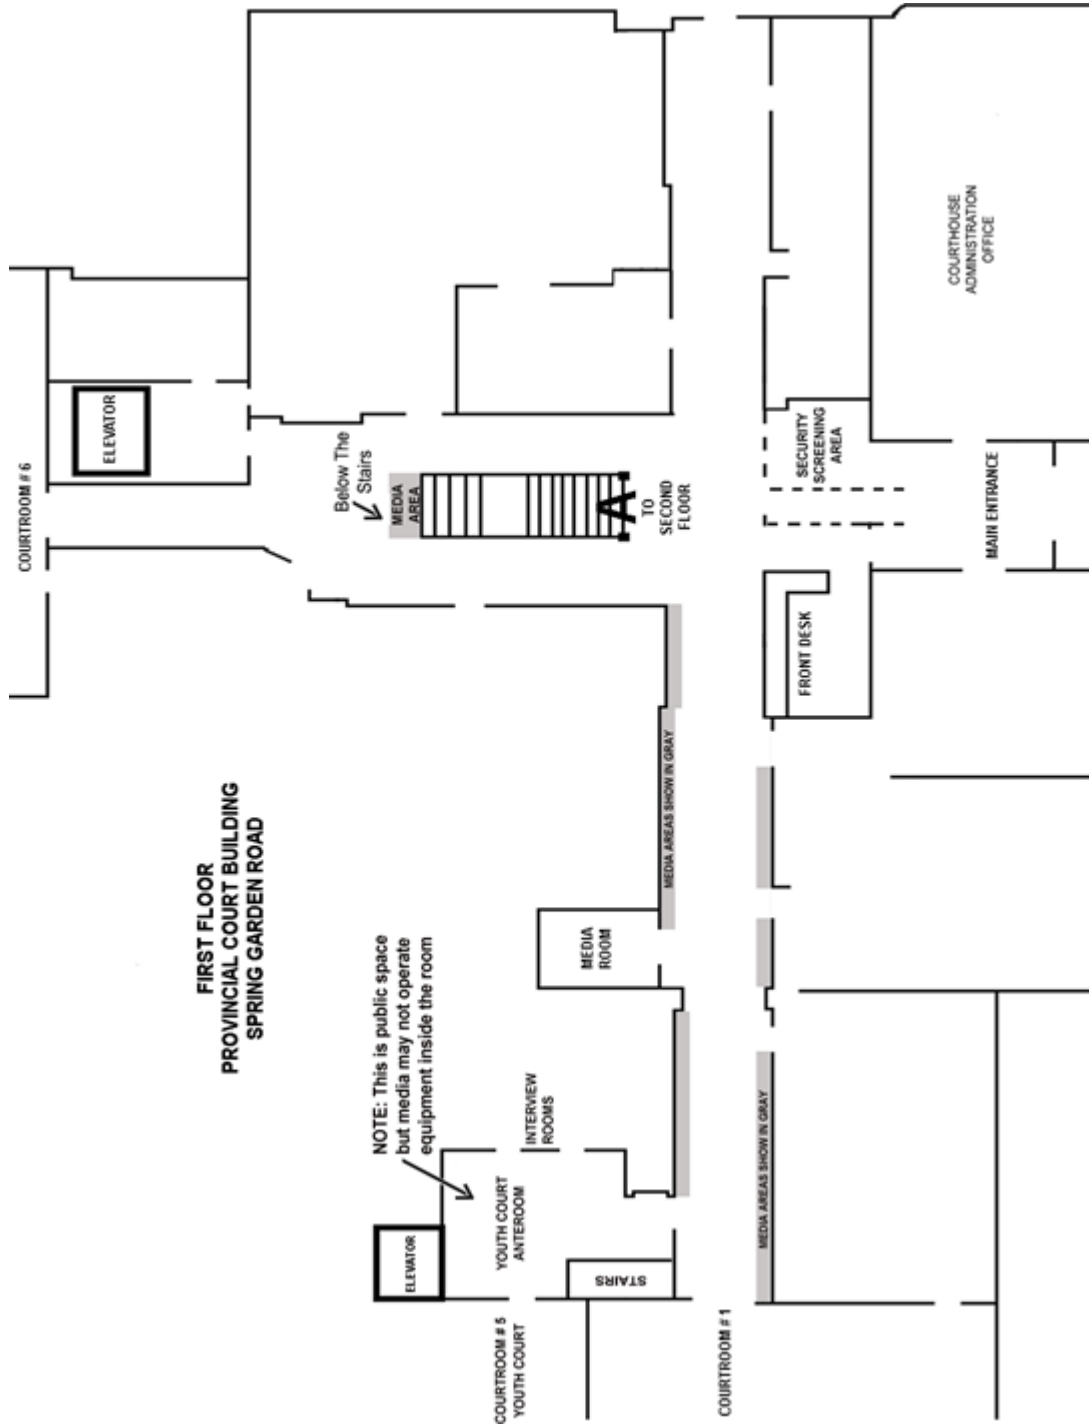 FIRST FLOOR
PROVINCIAL COURT BUILDING
SPRING GARDEN ROAD
COURTROOM # 6
ELEVATOR
Below The
Stairs
MEDIA
AREA
A
TO
SECOND
FLOOR
SECURITY
SCREENING
AREA
COURTHOUSE
ADMINISTRATION
OFFICE
MAIN ENTRANCE
FRONT DESK
MEDIA AREAS SHOW IN GRAY
MEDIA
ROOM
NOTE: This is public space
but media may not operate
equipment inside the room
INTERVIEW
ROOMS
YOUTH COURT
ANTEROOM
ELEVATOR
STAIRS
MEDIA AREAS SHOW IN GRAY
COURTROOM # 5
YOUTH COURT
COURTROOM # 1